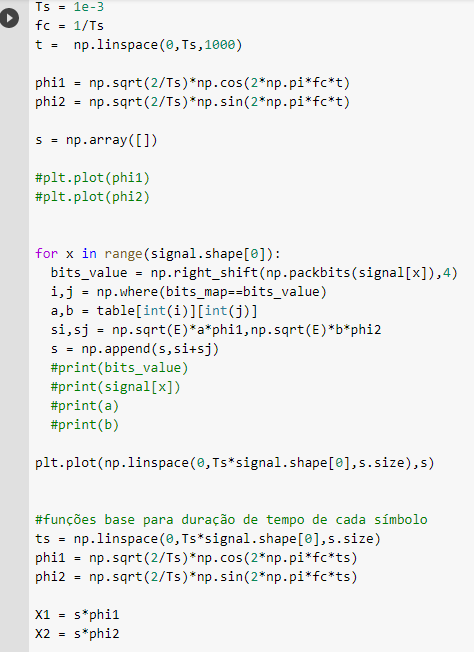 Ts = 1e-3
fc = 1/Ts
t =  np.linspace(0,Ts,1000)

phi1 = np.sqrt(2/Ts)*np.cos(2*np.pi*fc*t)
phi2 = np.sqrt(2/Ts)*np.sin(2*np.pi*fc*t)

s = np.array([])

#plt.plot(phi1)
#plt.plot(phi2)


for x in range(signal.shape[0]):
  bits_value = np.right_shift(np.packbits(signal[x]),4)
  i,j = np.where(bits_map==bits_value)
  a,b = table[int(i)][int(j)]
  si,sj = np.sqrt(E)*a*phi1,np.sqrt(E)*b*phi2
  s = np.append(s,si+sj)
  #print(bits_value)
  #print(signal[x])
  #print(a)
  #print(b)

plt.plot(np.linspace(0,Ts*signal.shape[0],s.size),s)


#funções base para duração de tempo de cada símbolo
ts = np.linspace(0,Ts*signal.shape[0],s.size)
phi1 = np.sqrt(2/Ts)*np.cos(2*np.pi*fc*ts)
phi2 = np.sqrt(2/Ts)*np.sin(2*np.pi*fc*ts)

X1 = s*phi1
X2 = s*phi2